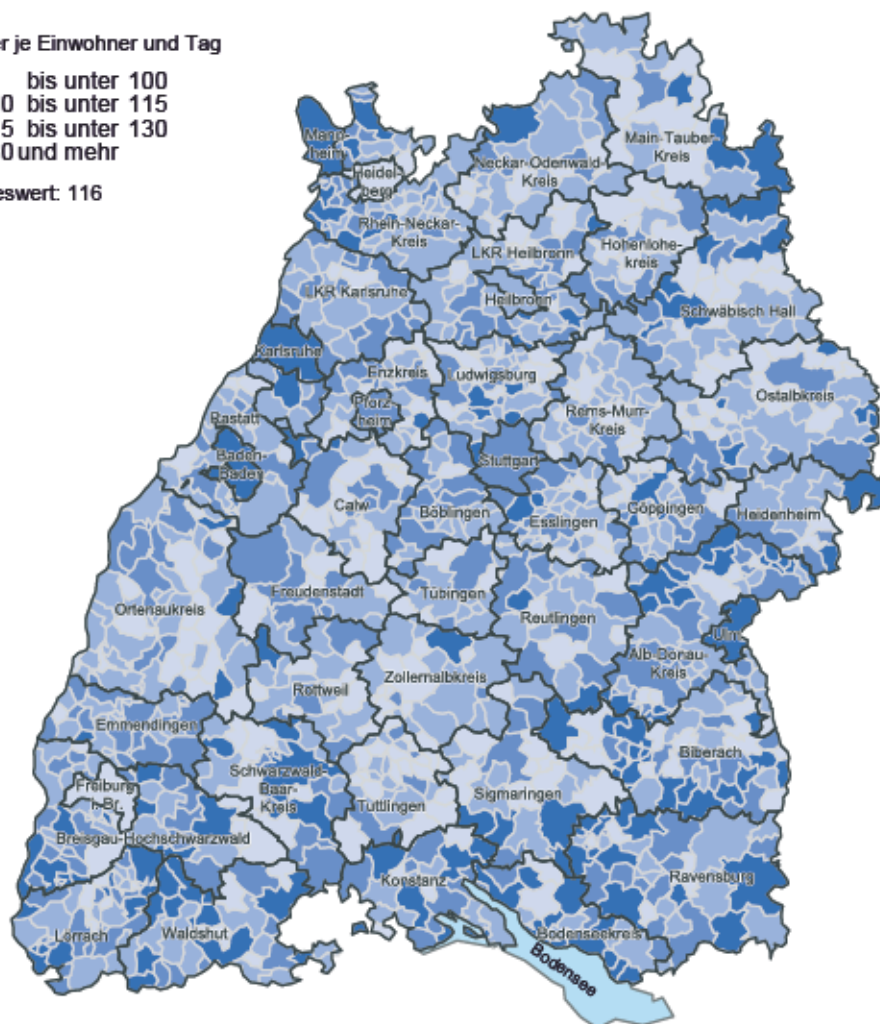 er je Einwohner und Tag
bis unter 100
0 bis unter 115
5 bis unter 130
0 und mehr
eswert: 116
Main-Tauber-
Kreis
Mann-
heim
Neckar-Odenwald-
Kreis
Heidel-
berg
Rhein-Neckar-
Kreis
LKR Heilbronn
Hohenlohe-
kreis
LKR Karlsruhe
Heilbronn
Schwäbisch Hall
Karlsruhe
Enzkreis
Ludwigsburg
Ostalbkreis
Pforz-
heim
Rastatt
Rems-Murr-
Kreis
Baden-
Baden
Stuttgart
Calw
Böblingen
Esslingen
Göppingen
Heidenheim
Freudenstadt
Tübingen
Ortenaukreis
Reutlingen
Ulm
Alb-Donau-
Kreis
Rottweil
Zollernalbkreis
Emmendingen
Biberach
Schwarzwald-
Baar-
Kreis
Freiburg
i. Br.
Tuttlingen
Sigmaringen
Breisgau-Hochschwarzwald
Konstanz
Ravensburg
Lörrach
Waldshut
Bodenseekreis
Bodensee